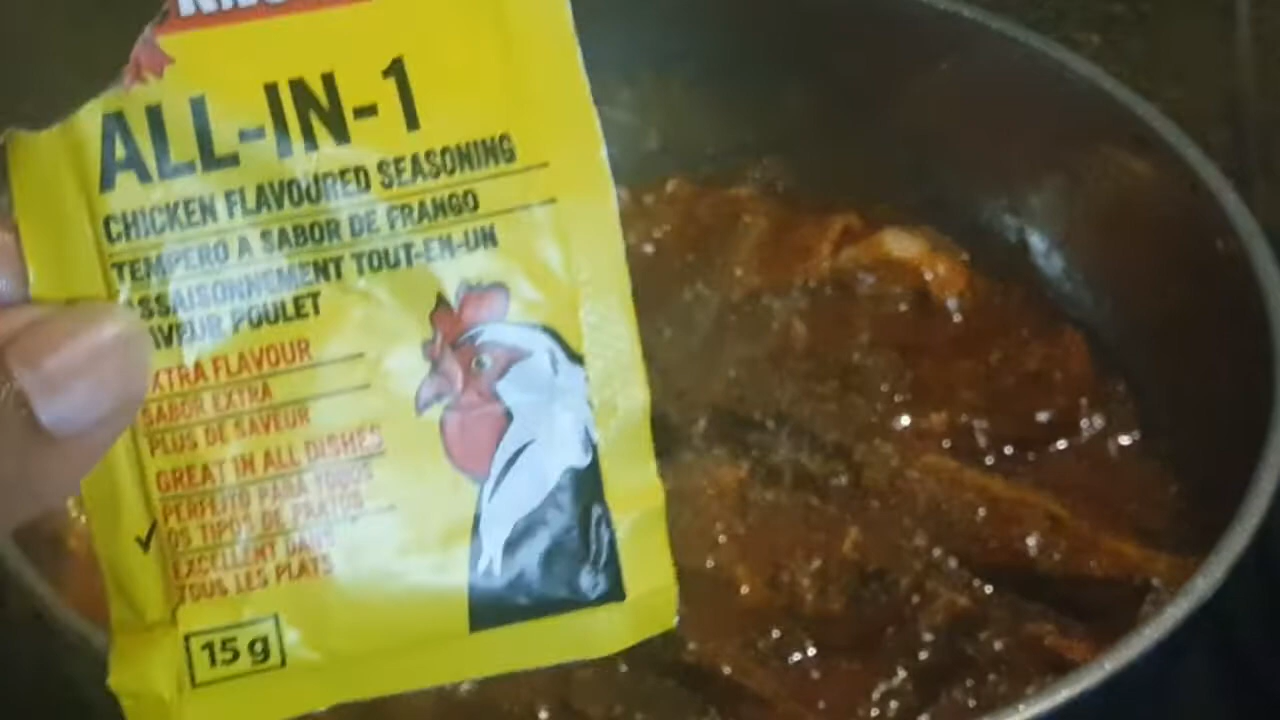 ALL-IN-1
CHICKEN FLAVOURED SEASONING
TEMPERO A SABOR DE FRANGO
ASSAISONNEMENT TOUT-EN-UN
SAVEUR POULET
EXTRA FLAVOUR
SABOR EXTRA
PLUS DE SAVEUR
GREAT IN ALL DISHES
PERFEITO PARA TODOS
OS TIPOS DE PRATOS
EXCELLENT DANS
TOUS LES PLATS
15 g